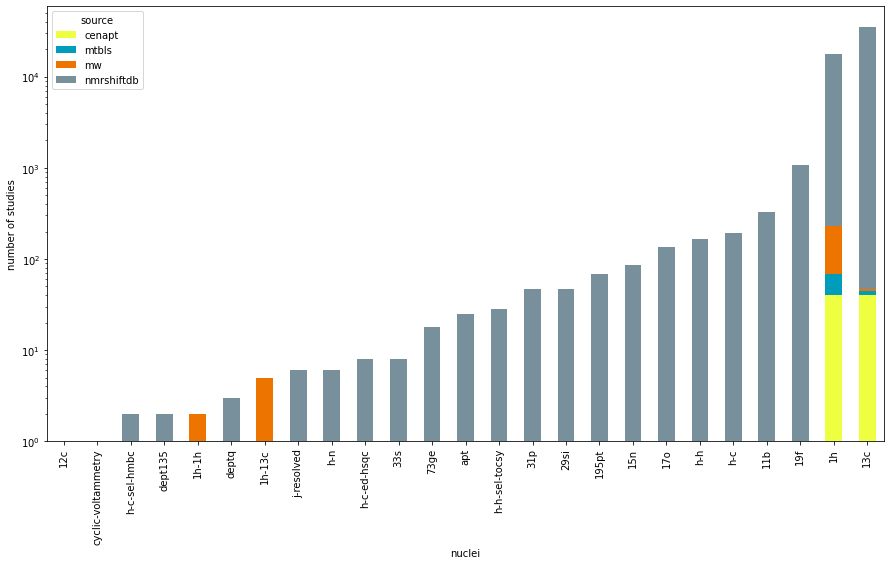 source
cenapt
mtbls
mw
nmrshiftdb
number of studies
10^4
10^3
10^2
10^1
10^0
12c
cyclic-voltammetry
h-c-sel-hmbc
dept135
1h-1h
deptq
1h-13c
j-resolved
h-n
h-c-ed-hsqc
33s
73ge
apt
h-h-sel-tocsy
31p
29si
195pt
15n
17o
h-h
h-c
11b
19f
1h
13c
nuclei